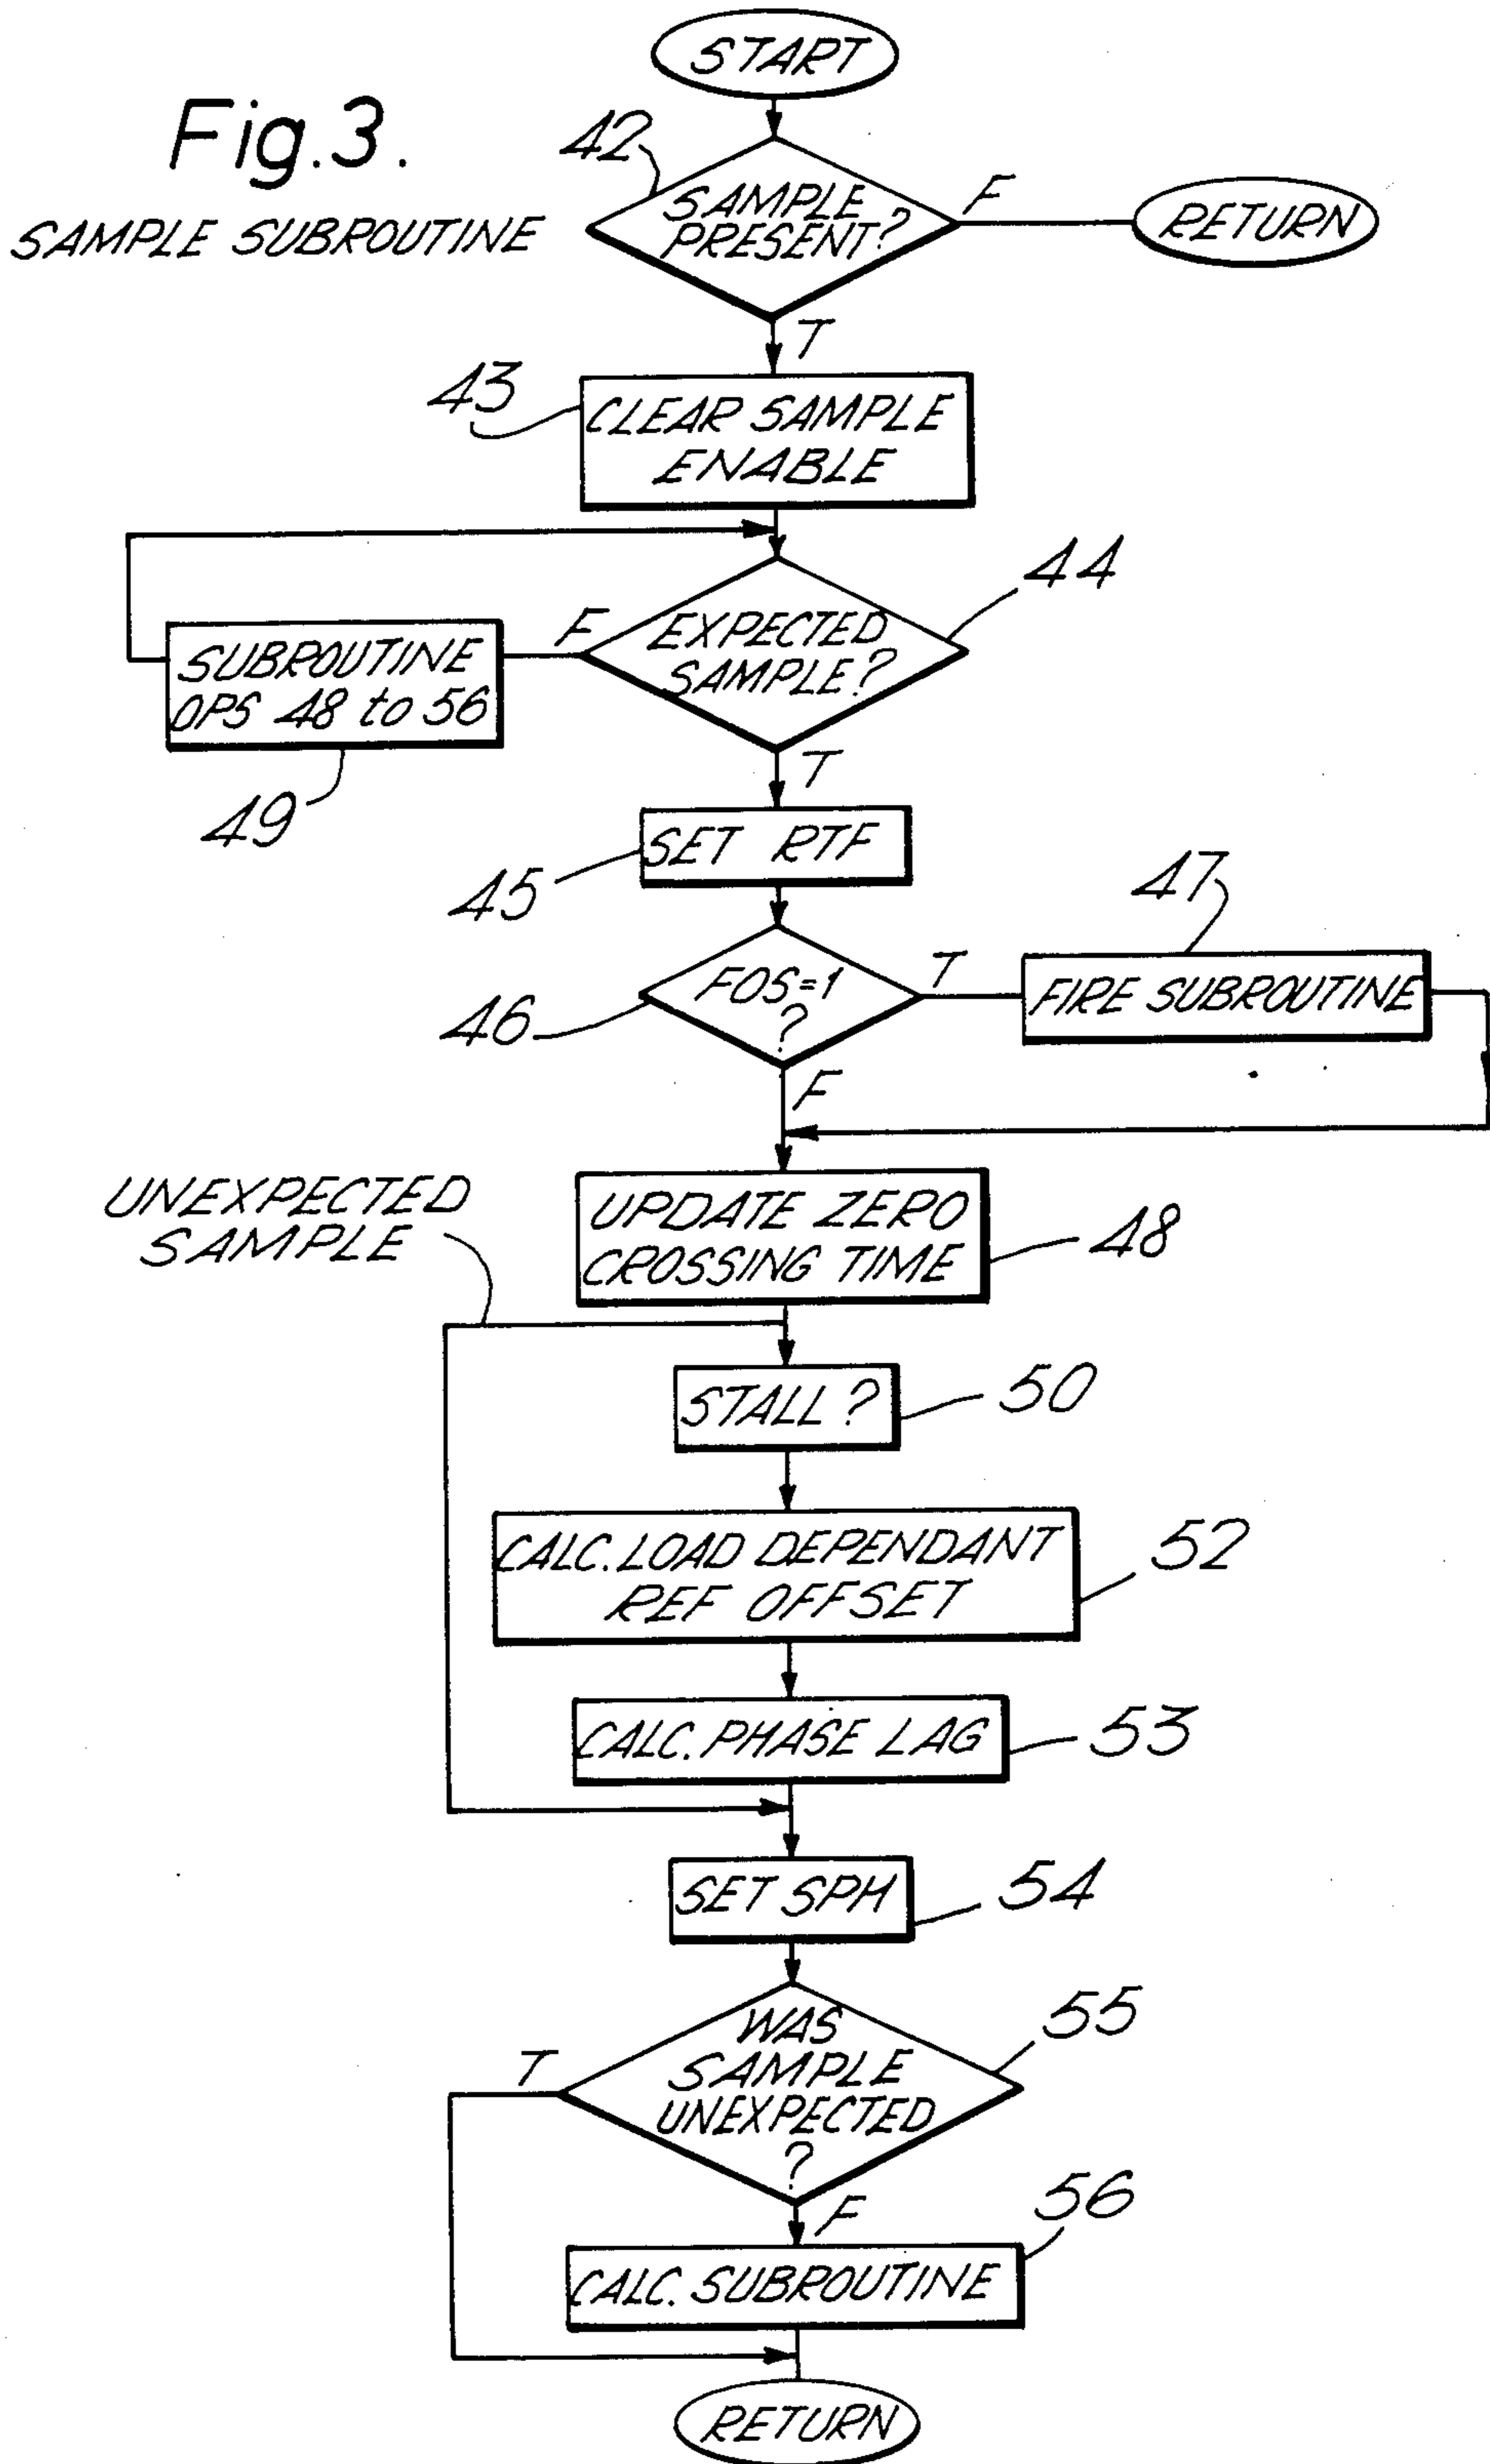 START
Fig.3.
SAMPLE SUBROUTINE
42
SAMPLE
PRESENT?
F
RETURN
T
43
CLEAR SAMPLE
ENABLE
44
EXPECTED
SAMPLE?
F
SUBROUTINE
OPS 48 to 56
49
T
SET RTF
45
46
FOS=1
?
T
47
FIRE SUBROUTINE
F
UNEXPECTED
SAMPLE
UPDATE ZERO
CROSSING TIME
48
STALL?
50
CALC. LOAD DEPENDANT
REF OFFSET
52
CALC. PHASE LAG
53
SET SPH
54
WAS
SAMPLE
UNEXPECTED
?
55
T
F
56
CALC. SUBROUTINE
RETURN